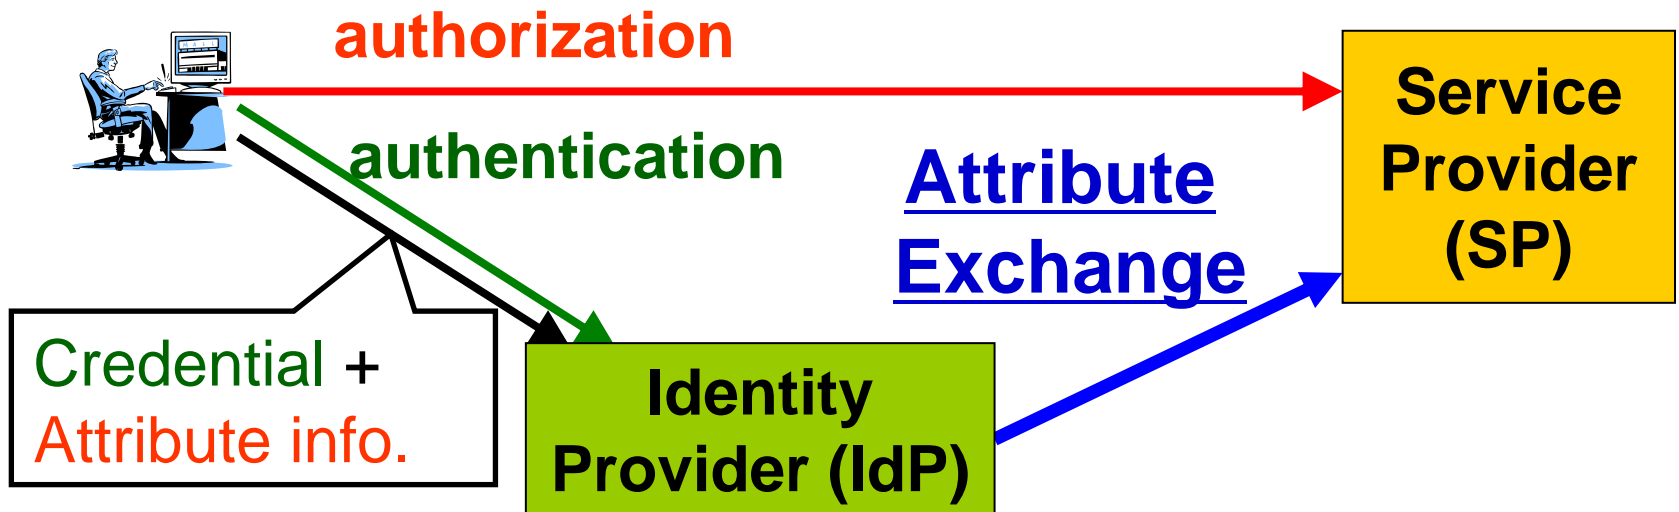 authorization
authentication
Attribute
Exchange
Service
Provider
(SP)
Credential +
Attribute info.
Identity
Provider (IdP)